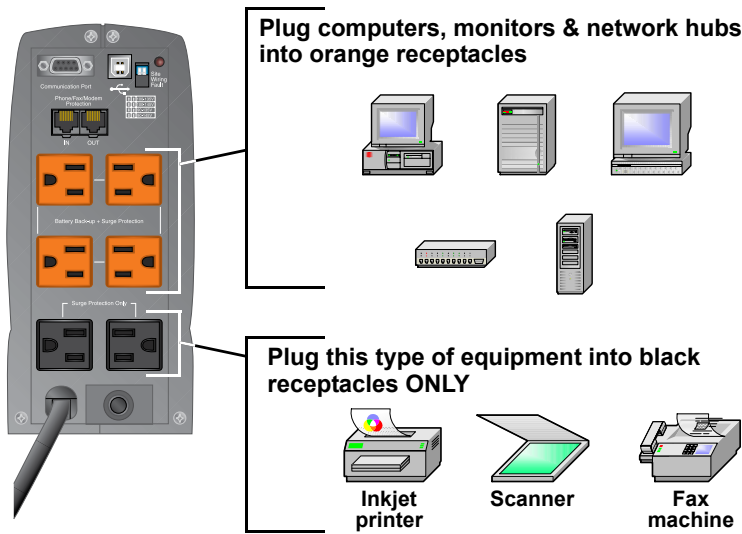 Plug computers, monitors & network hubs
into orange receptacles
Communication Port
Site
Wiring
Fault
Phone/Fax/Modem
Protection
IN OUT
Battery Back-up + Surge Protection
Surge Protection Only
Plug this type of equipment into black
receptacles ONLY
Inkjet
printer
Scanner
Fax
machine